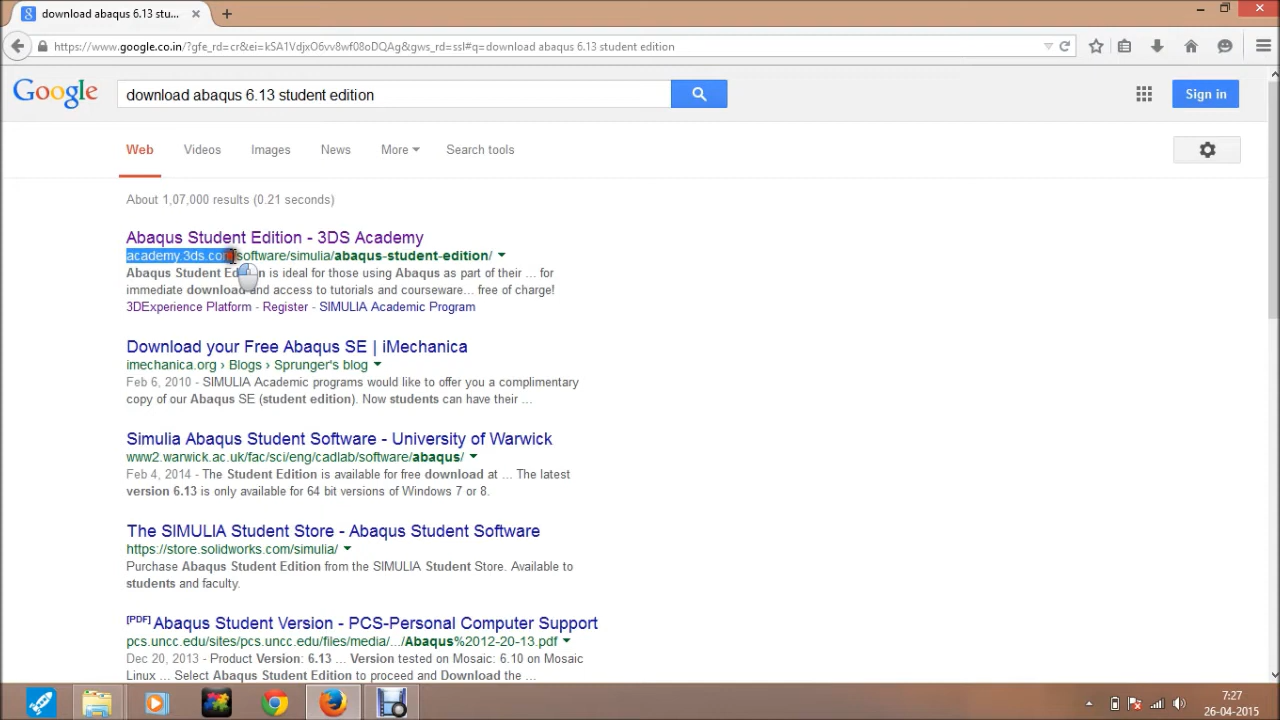 download abaqus 6.13 stu...
https://www.google.co.in/?gfe_rd=cr&ei=kSA1VdjxO6vv8wf08oDQAg&gws_rd=ssl#q=download abaqus 6.13 student edition
Google
download abaqus 6.13 student edition
Sign in
Web Videos Images News More Search tools
About 1,07,000 results (0.21 seconds)
Abaqus Student Edition - 3DS Academy
academy.3ds.com/software/simulia/abaqus-student-edition/
Abaqus Student Edition is ideal for those using Abaqus as part of their ... for
immediate download and access to tutorials and courseware... free of charge!
3DExperience Platform - Register - SIMULIA Academic Program
Download your Free Abaqus SE | iMechanica
imechanica.org › Blogs › Sprunger's blog
Feb 6, 2010 - SIMULIA Academic programs would like to offer you a complimentary
copy of our Abaqus SE (student edition). Now students can have their ...
Simulia Abaqus Student Software - University of Warwick
www2.warwick.ac.uk/fac/sci/eng/cadlab/software/abaqus/
Feb 4, 2014 - The Student Edition is available for free download at ... The latest
version 6.13 is only available for 64 bit versions of Windows 7 or 8.
The SIMULIA Student Store - Abaqus Student Software
https://store.solidworks.com/simulia/
Purchase Abaqus Student Edition from the SIMULIA Student Store. Available to
students and faculty.
[PDF] Abaqus Student Version - PCS-Personal Computer Support
pcs.uncc.edu/sites/pcs.uncc.edu/files/media/.../Abaqus%2012-20-13.pdf
Dec 20, 2013 - Product Version: 6.13 ... Version tested on Mosaic: 6.10 on Mosaic
Linux ... Select Abaqus Student Edition to proceed and Download the ...
7:27
26-04-2015